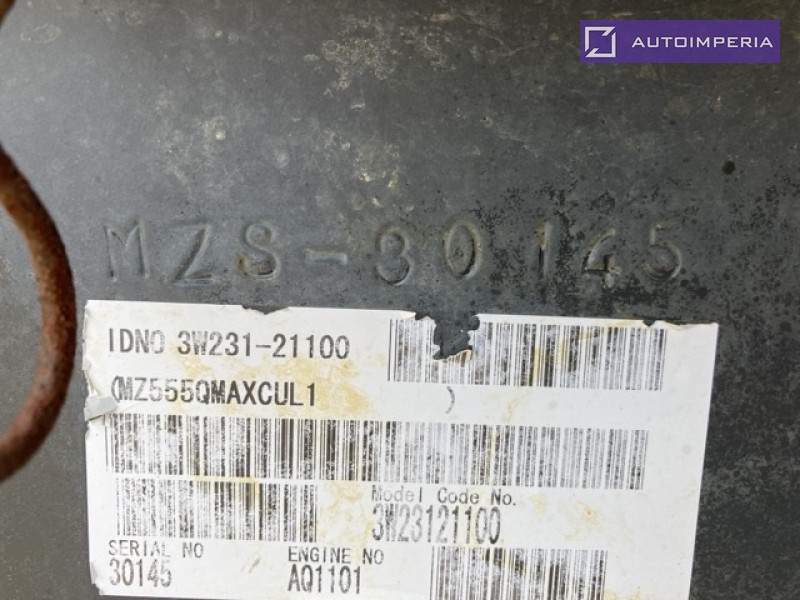 AUTOIMPERIA
MZS-30145
IDNO 3W231-21100
(MZ555QMAXCUL1 )
Model Code No.
3W23121100
SERIAL NO ENGINE NO
30145 AQ1101